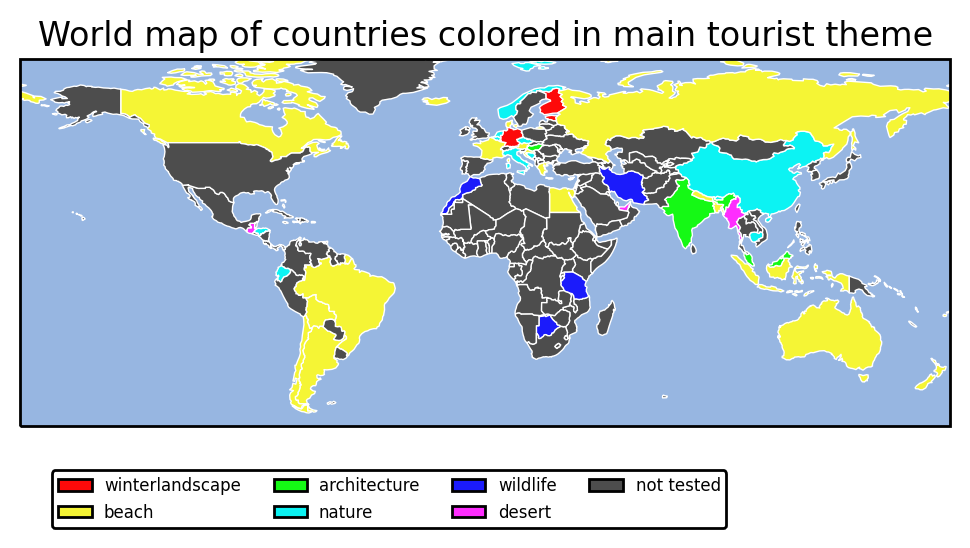 World map of countries colored in main tourist theme
winterlandscape architecture wildlife not tested
beach nature desert